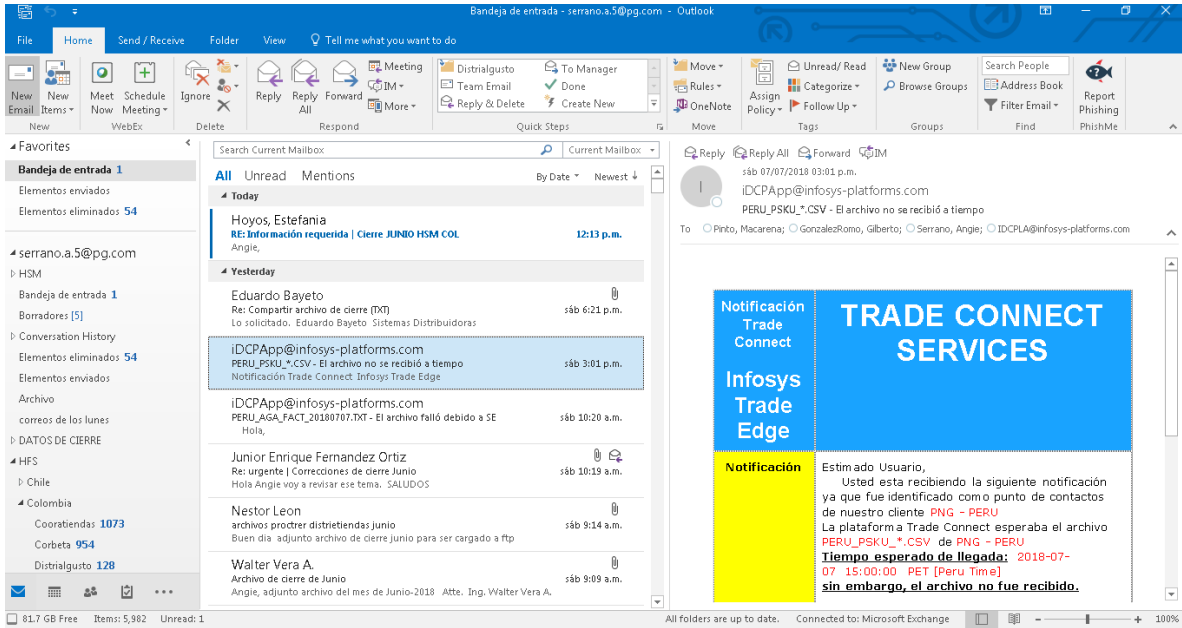 Bandeja de entrada - serrano.a.5@pg.com - Outlook
File Home Send / Receive Folder View Tell me what you want to do
New Email
New Items
New
Meet Now
Schedule Meeting
WebEx
Ignore
Delete
Reply
Reply All
Forward
Meeting
IM
More
Respond
Distrialgusto
Team Email
Reply & Delete
To Manager
Done
Create New
Quick Steps
Move
Rules
OneNote
Move
Assign Policy
Unread/ Read
Categorize
Follow Up
Tags
New Group
Browse Groups
Groups
Search People
Address Book
Filter Email
Find
Report Phishing
PhishMe
Favorites
Bandeja de entrada 1
Elementos enviados
Elementos eliminados 54
serrano.a.5@pg.com
HSM
Bandeja de entrada 1
Borradores [5]
Conversation History
Elementos eliminados 54
Elementos enviados
Archivo
correos de los lunes
DATOS DE CIERRE
HFS
Chile
Colombia
Cooratiendas 1073
Corbeta 954
Distrialgusto 128
Search Current Mailbox Current Mailbox
All Unread Mentions By Date Newest
Today
Hoyos, Estefania
RE: Información requerida | Cierre JUNIO HSM COL 12:13 p.m.
Angie,
Yesterday
Eduardo Bayeto
Re: Compartir archivo de cierre (TXT) sáb 6:21 p.m.
Lo solicitado. Eduardo Bayeto Sistemas Distribuidoras
iDCPApp@infosys-platforms.com
PERU_PSKU_*.CSV - El archivo no se recibió a tiempo sáb 3:01 p.m.
Notificación Trade Connect Infosys Trade Edge
iDCPApp@infosys-platforms.com
PERU_AGA_FACT_20180707.TXT - El archivo falló debido a SE sáb 10:20 a.m.
Hola,
Junior Enrique Fernandez Ortiz
Re: urgente | Correcciones de cierre Junio sáb 10:19 a.m.
Hola Angie voy a revisar ese tema. SALUDOS
Nestor Leon
archivos proctrer distrietiendas junio sáb 9:14 a.m.
Buen dia adjunto archivo de cierre junio para ser cargado a ftp
Walter Vera A.
Archivo de cierre de Junio sáb 9:09 a.m.
Angie, adjunto archivo del mes de Junio-2018 Atte. Ing. Walter Vera A.
Reply Reply All Forward IM
sáb 07/07/2018 03:01 p.m.
I
iDCPApp@infosys-platforms.com
PERU_PSKU_*.CSV - El archivo no se recibió a tiempo
To Pinto, Macarena; GonzalezRomo, Gilberto; Serrano, Angie; IDCPLA@infosys-platforms.com
Notificación
Trade
Connect
Infosys
Trade
Edge
TRADE CONNECT
SERVICES
Notificación
Estimado Usuario,
Usted esta recibiendo la siguiente notificación
ya que fue identificado como punto de contactos
de nuestro cliente PNG - PERU
La plataforma Trade Connect esperaba el archivo
PERU_PSKU_*.CSV de PNG - PERU
Tiempo esperado de llegada: 2018-07-
07 15:00:00 PET [Peru Time]
sin embargo, el archivo no fue recibido.
81.7 GB Free Items: 5,982 Unread: 1 All folders are up to date. Connected to: Microsoft Exchange 100%